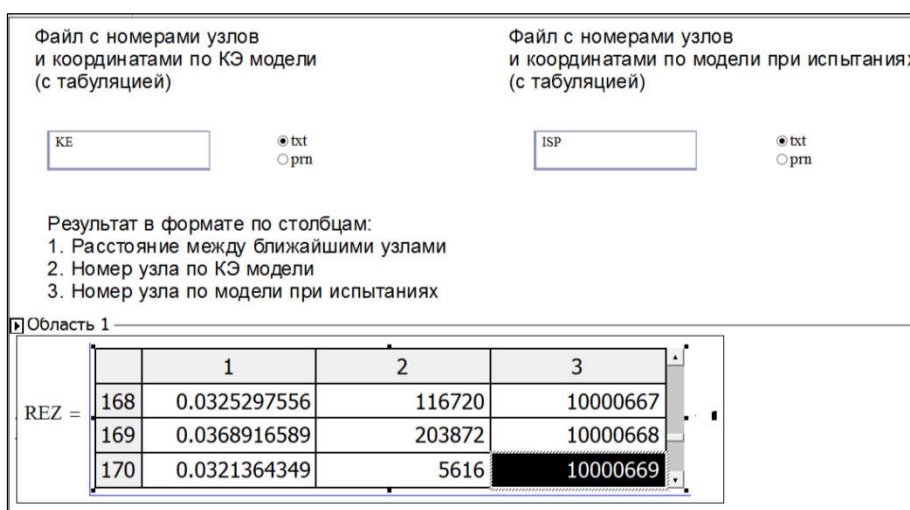 Файл с номерами узлов
и координатами по КЭ модели
(с табуляцией)
Файл с номерами узлов
и координатами по модели при испытаниях
(с табуляцией)
KE
txt
prn
ISP
txt
prn
Результат в формате по столбцам:
1. Расстояние между ближайшими узлами
2. Номер узла по КЭ модели
3. Номер узла по модели при испытаниях
Область 1
REZ =
1 2 3
168 0.0325297556 116720 10000667
169 0.0368916589 203872 10000668
170 0.0321364349 5616 10000669